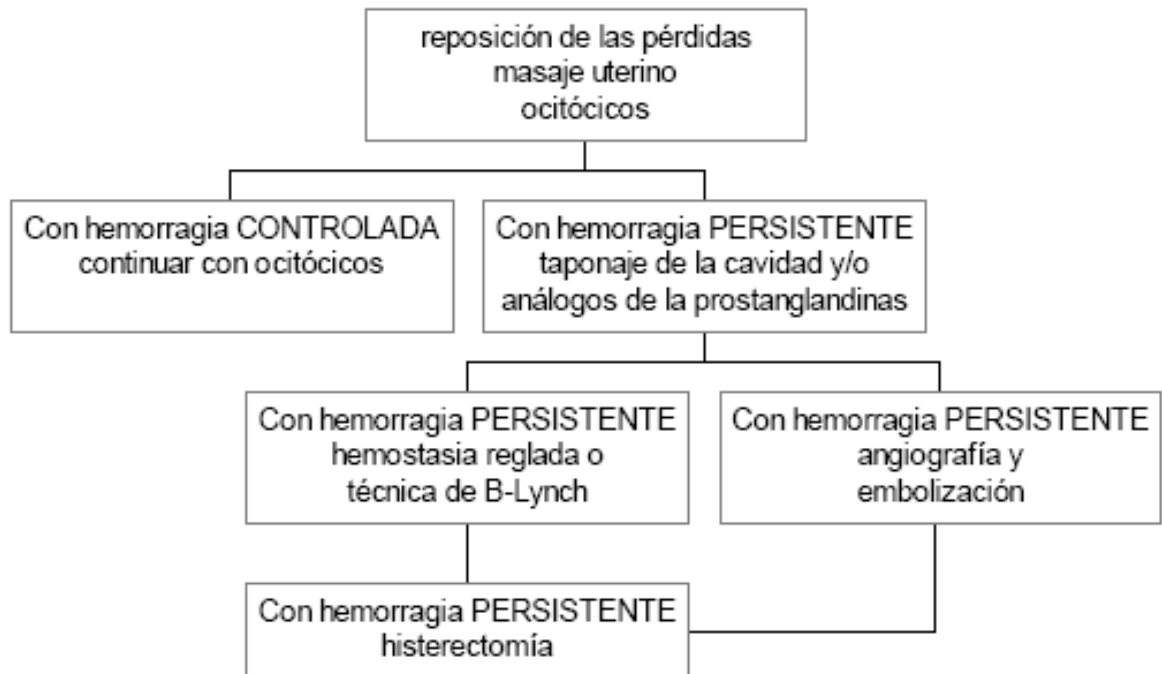 reposición de las pérdidas
masaje uterino
ocitócicos
Con hemorragia CONTROLADA
continuar con ocitócicos
Con hemorragia PERSISTENTE
taponaje de la cavidad y/o
análogos de la prostanglandinas
Con hemorragia PERSISTENTE
hemostasia reglada o
técnica de B-Lynch
Con hemorragia PERSISTENTE
angiografía y
embolización
Con hemorragia PERSISTENTE
histerectomía